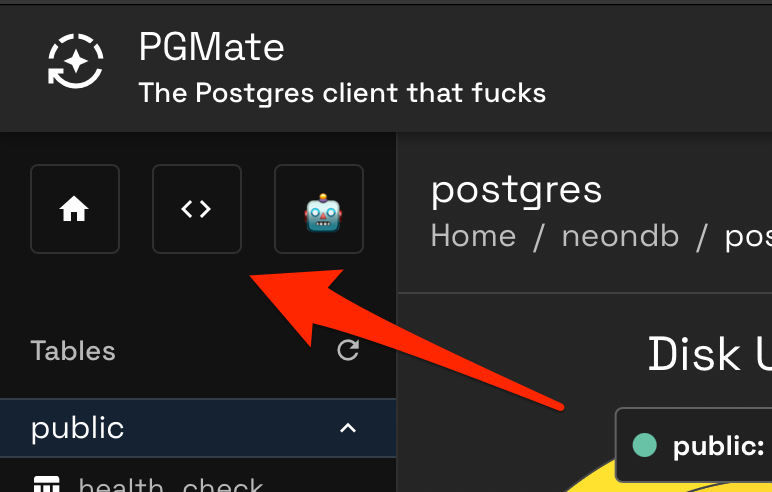 PGMate
The Postgres client that fucks
postgres
Home / neondb / pos
Tables
Disk U
public
public:
health_check